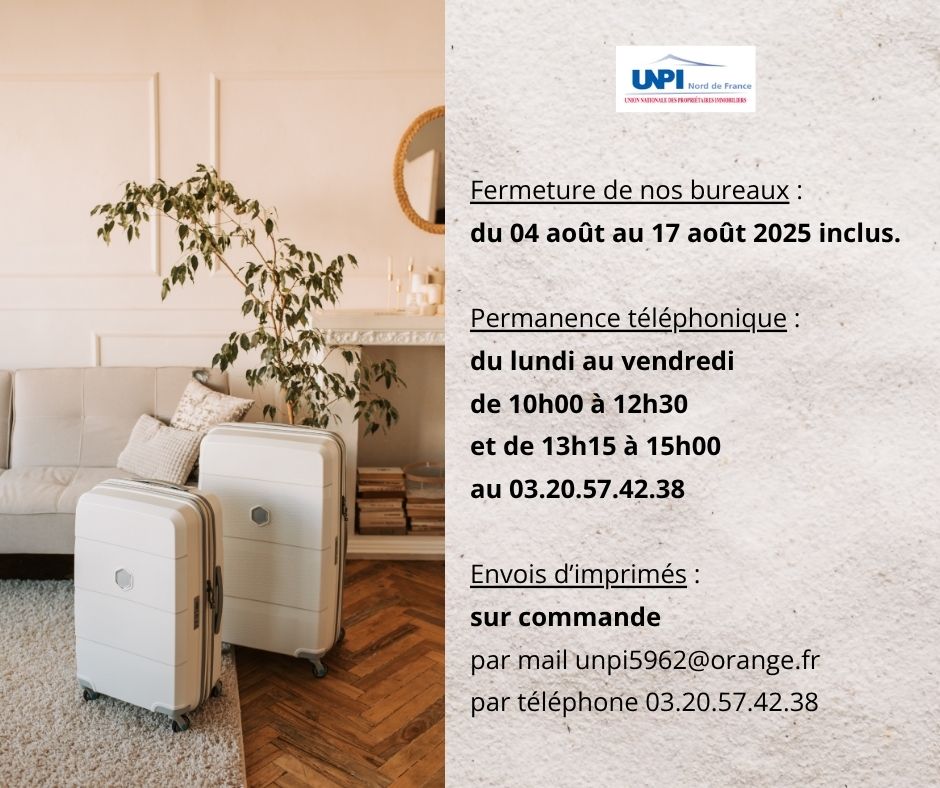 UNPI Nord de France
UNION NATIONALE DES PROPRIÉTAIRES IMMOBILIERS
Fermeture de nos bureaux :
du 04 août au 17 août 2025 inclus.
Permanence téléphonique :
du lundi au vendredi
de 10h00 à 12h30
et de 13h15 à 15h00
au 03.20.57.42.38
Envois d’imprimés :
sur commande
par mail unpi5962@orange.fr
par téléphone 03.20.57.42.38